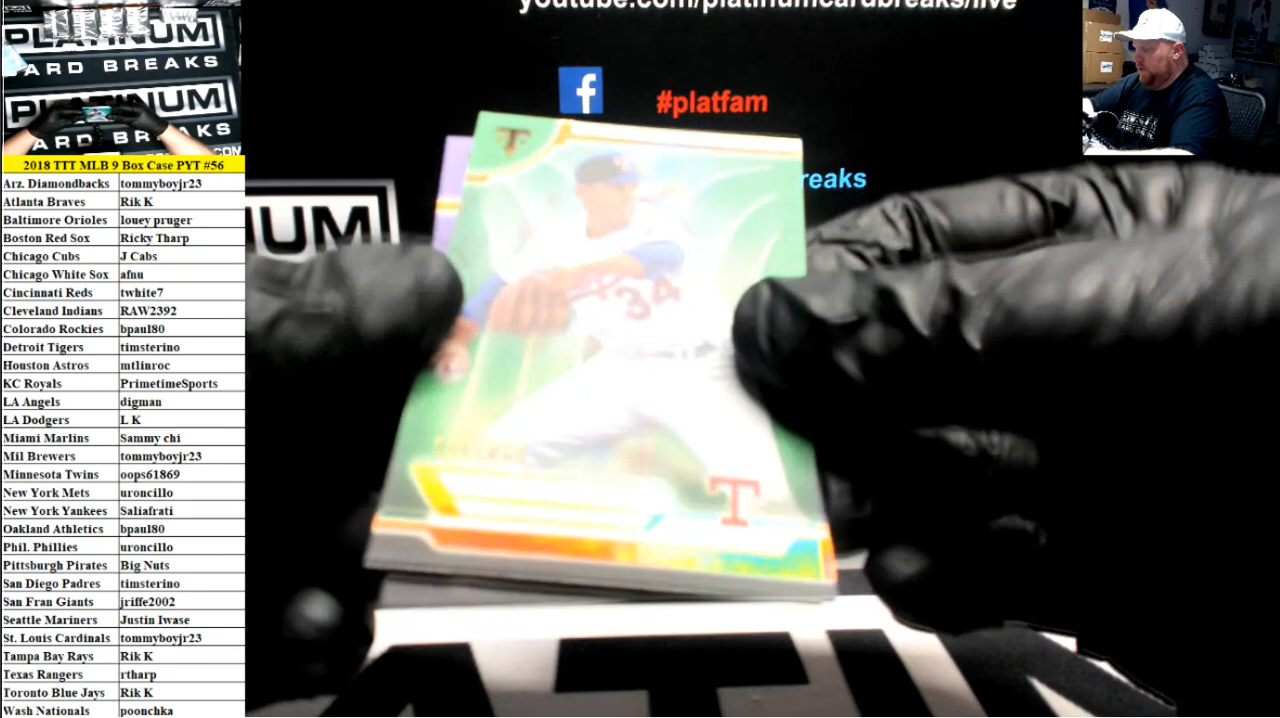 youtube.com/platinumcardbreaks/live
#platfam
reaks
PLATINUM
ARD BREAKS
PLATINUM
ARD BREAKS
.COM
2018 TTT MLB 9 Box Case PYT #56
Arz. Diamondbacks tommyboyjr23
Atlanta Braves Rik K
Baltimore Orioles louey pruger
Boston Red Sox Ricky Tharp
Chicago Cubs J Cabs
Chicago White Sox afnu
Cincinnati Reds twhite7
Cleveland Indians RAW2392
Colorado Rockies bpaul80
Detroit Tigers timsterino
Houston Astros mtlinroc
KC Royals PrimetimeSports
LA Angels digman
LA Dodgers L K
Miami Marlins Sammy chi
Mil Brewers tommyboyjr23
Minnesota Twins oops61869
New York Mets uroncillo
New York Yankees Saliafrati
Oakland Athletics bpaul80
Phil. Phillies uroncillo
Pittsburgh Pirates Big Nuts
San Diego Padres timsterino
San Fran Giants jriffe2002
Seattle Mariners Justin Iwase
St. Louis Cardinals tommyboyjr23
Tampa Bay Rays Rik K
Texas Rangers rtharp
Toronto Blue Jays Rik K
Wash Nationals poonchka
UM
34
T